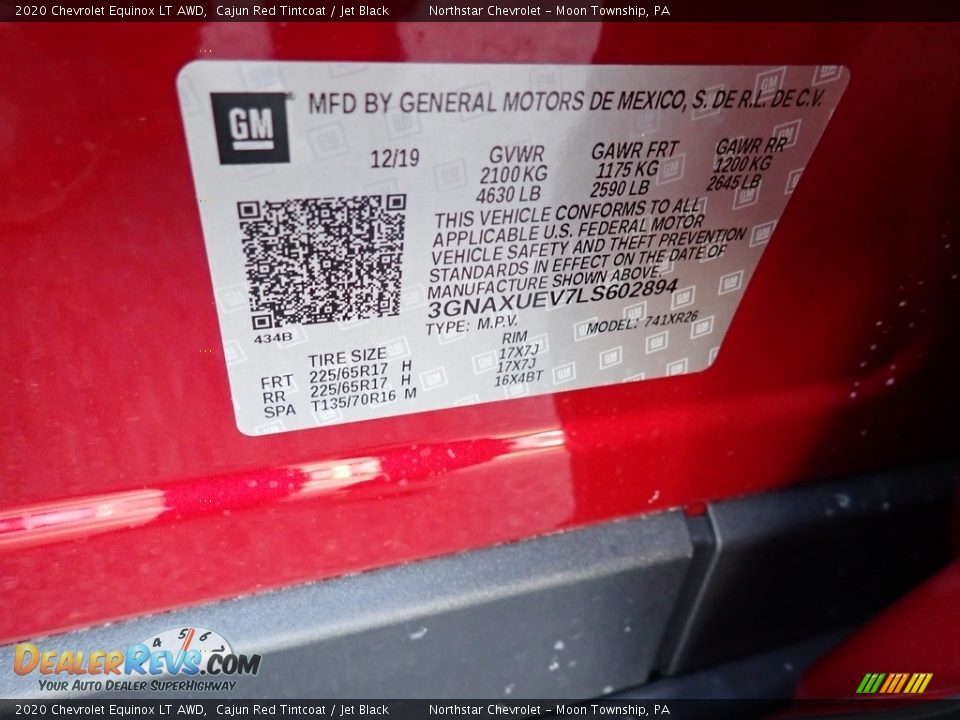 2020 Chevrolet Equinox LT AWD, Cajun Red Tintcoat / Jet Black Northstar Chevrolet - Moon Township, PA
GM MFD BY GENERAL MOTORS DE MEXICO, S. DE R.L. DE C.V.
12/19 GVWR GAWR FRT GAWR RR
2100 KG 1175 KG 1200 KG
4630 LB 2590 LB 2645 LB
THIS VEHICLE CONFORMS TO ALL
APPLICABLE U.S. FEDERAL MOTOR
VEHICLE SAFETY AND THEFT PREVENTION
STANDARDS IN EFFECT ON THE DATE OF
MANUFACTURE SHOWN ABOVE.
3GNAXUEV7LS602894
TYPE: M.P.V. MODEL: 741XR26
434B
TIRE SIZE RIM
FRT 225/65R17 H 17X7J
RR 225/65R17 H 17X7J
SPA T135/70R16 M 16X4BT
4 5 6
DEALERREVS.COM
YOUR AUTO DEALER SUPERHIGHWAY
2020 Chevrolet Equinox LT AWD, Cajun Red Tintcoat / Jet Black Northstar Chevrolet - Moon Township, PA